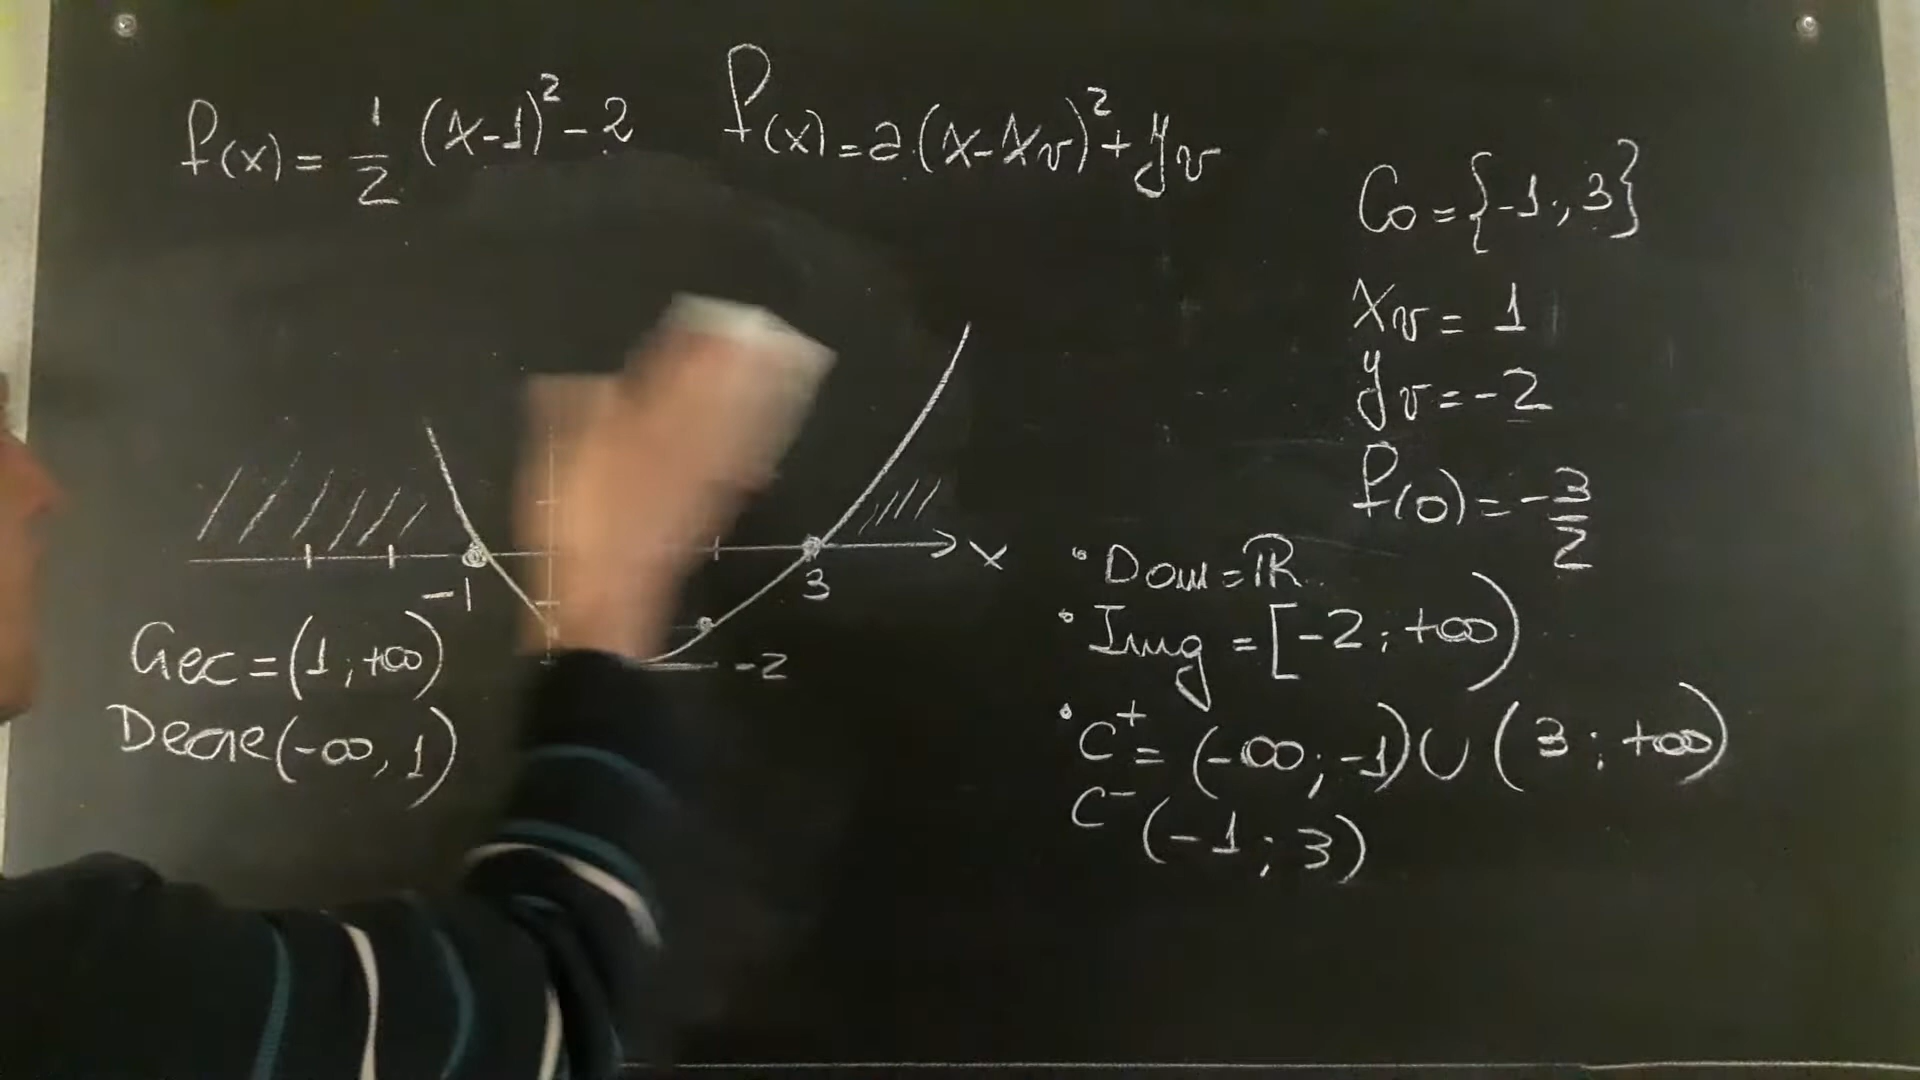 f(x) = 1/2 (x-1)² - 2
f(x) = a.(x-xv)² + yv
C0 = {-1, 3}
xv = 1
yv = -2
f(0) = -3/2
-1
3
x
-2
Crec = (1; +∞)
Decre (-∞, 1)
• Dom = ℝ
• Img = [-2; +∞)
• C⁺ = (-∞; -1) ∪ (3; +∞)
C⁻ (-1; 3)